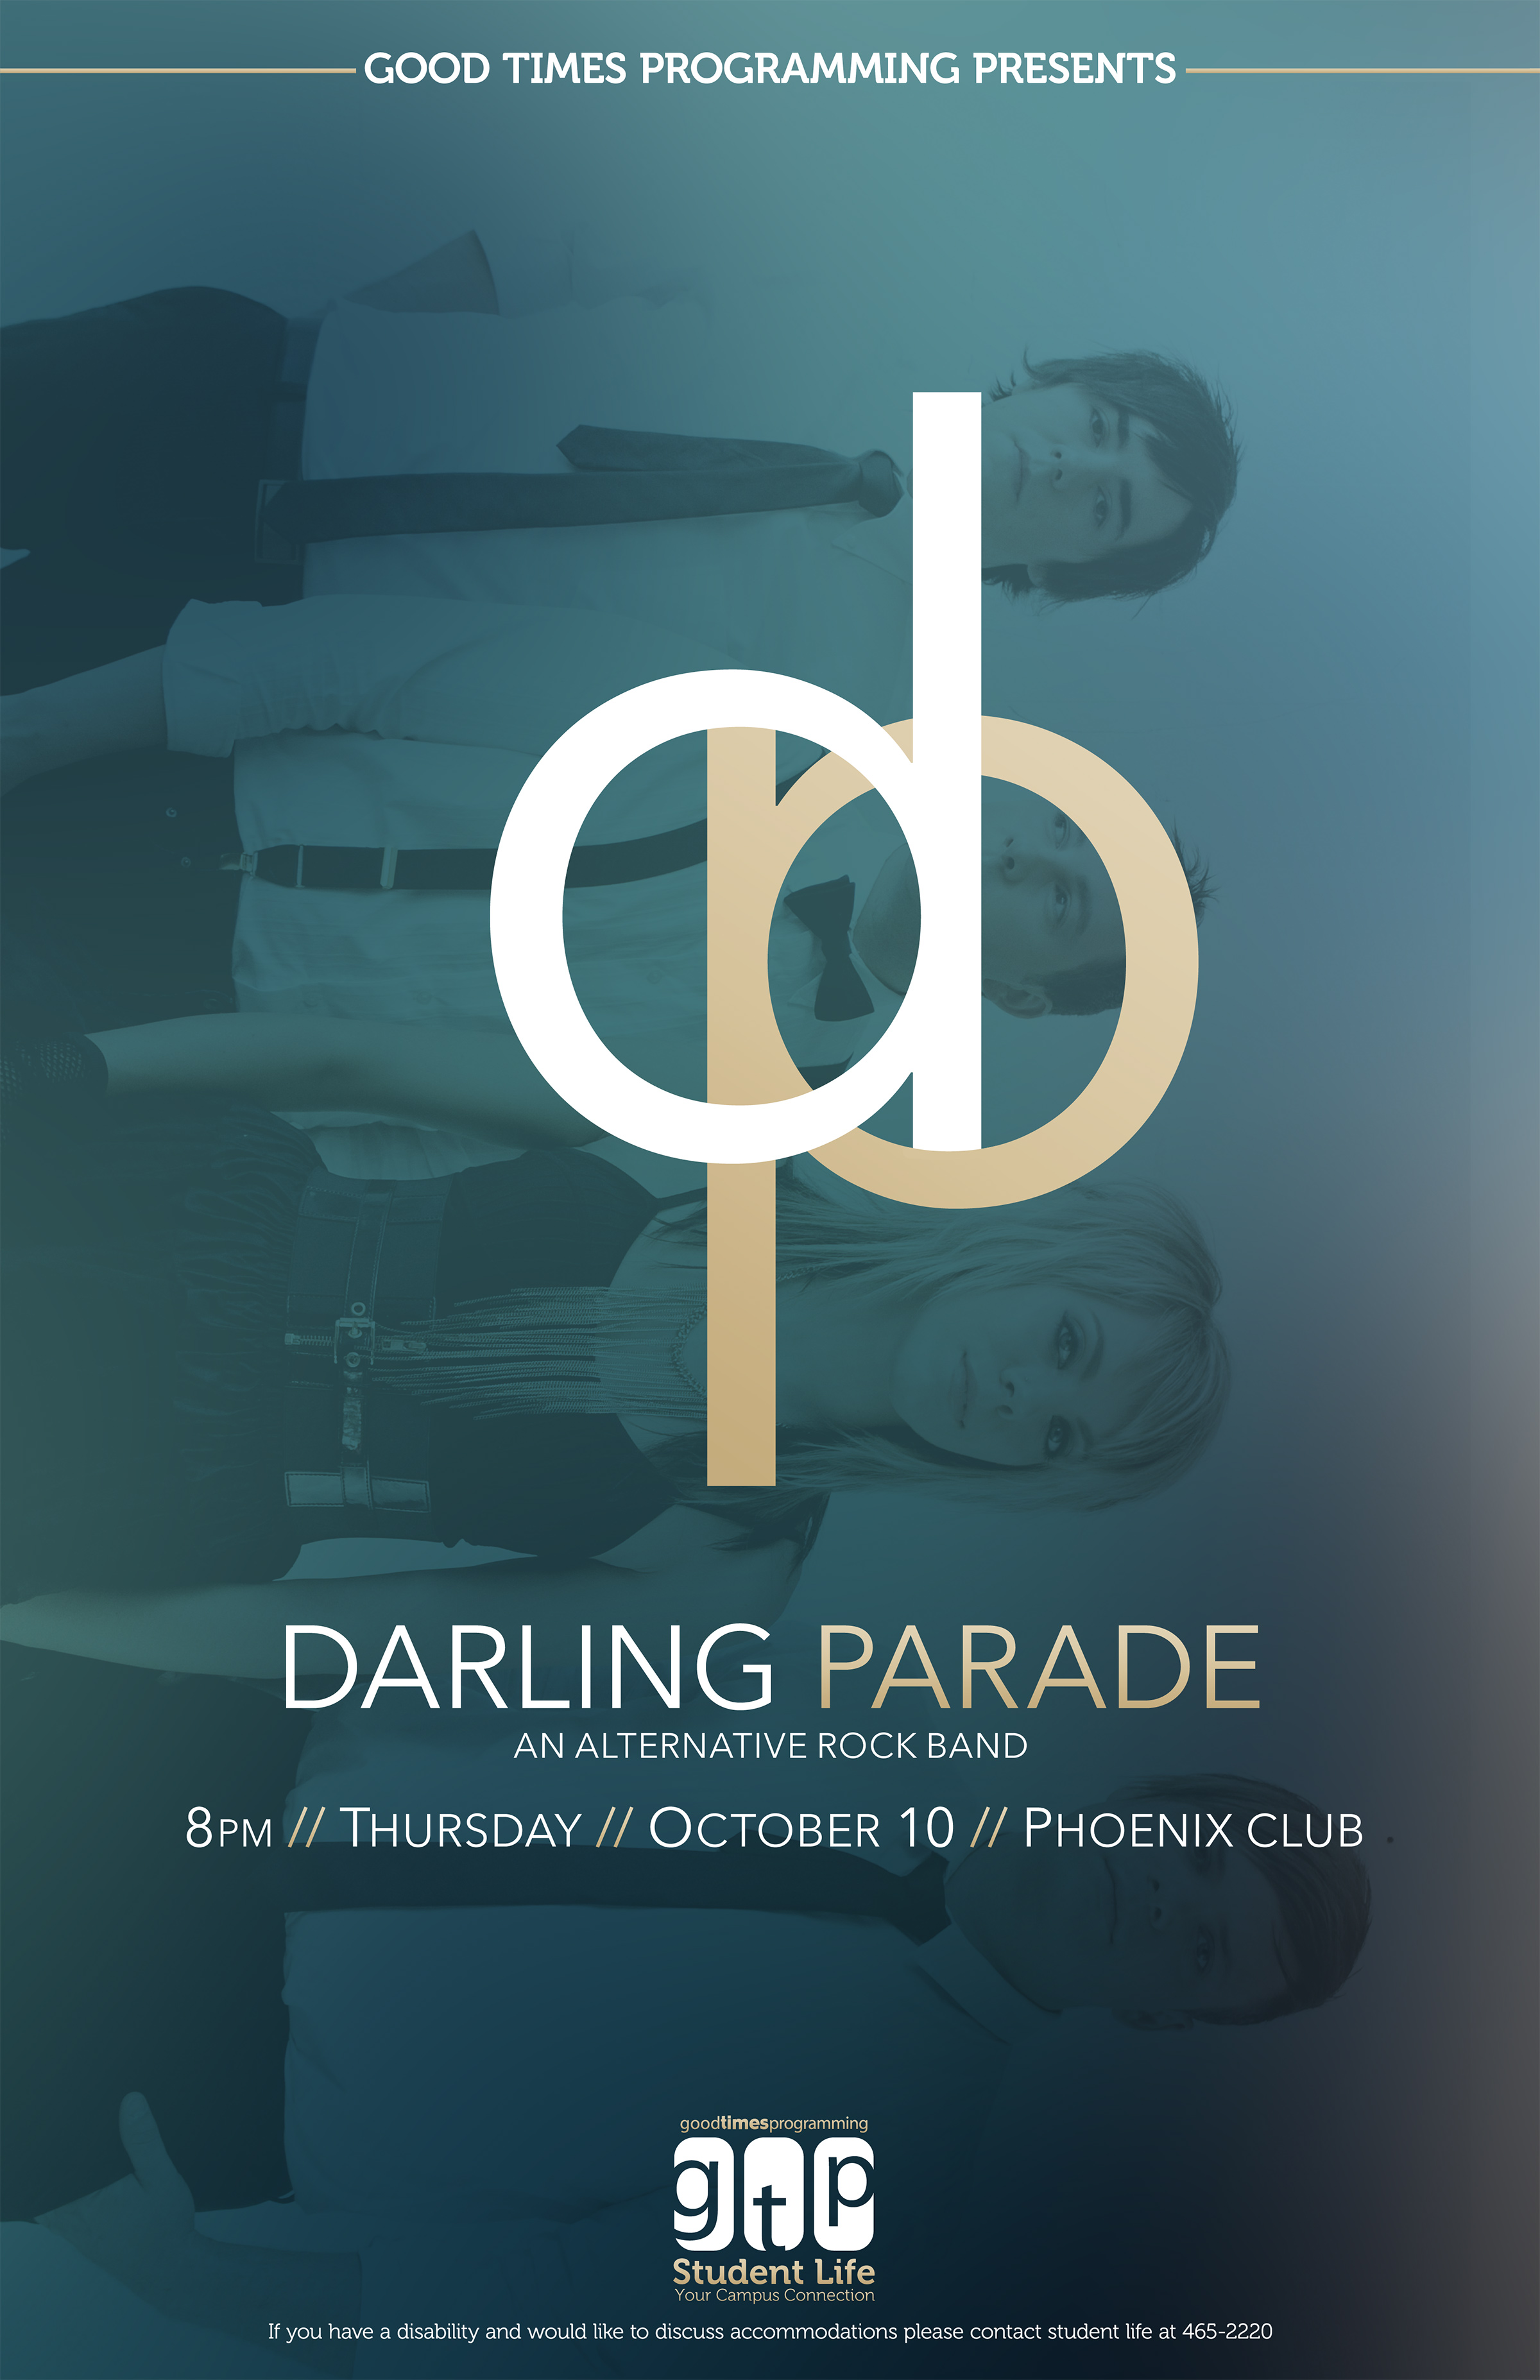 GOOD TIMES PROGRAMMING PRESENTS
dp
DARLING PARADE
AN ALTERNATIVE ROCK BAND
8PM // THURSDAY // OCTOBER 10 // PHOENIX CLUB
goodtimesprogramming
gtp
Student Life
Your Campus Connection
If you have a disability and would like to discuss accommodations please contact student life at 465-2220